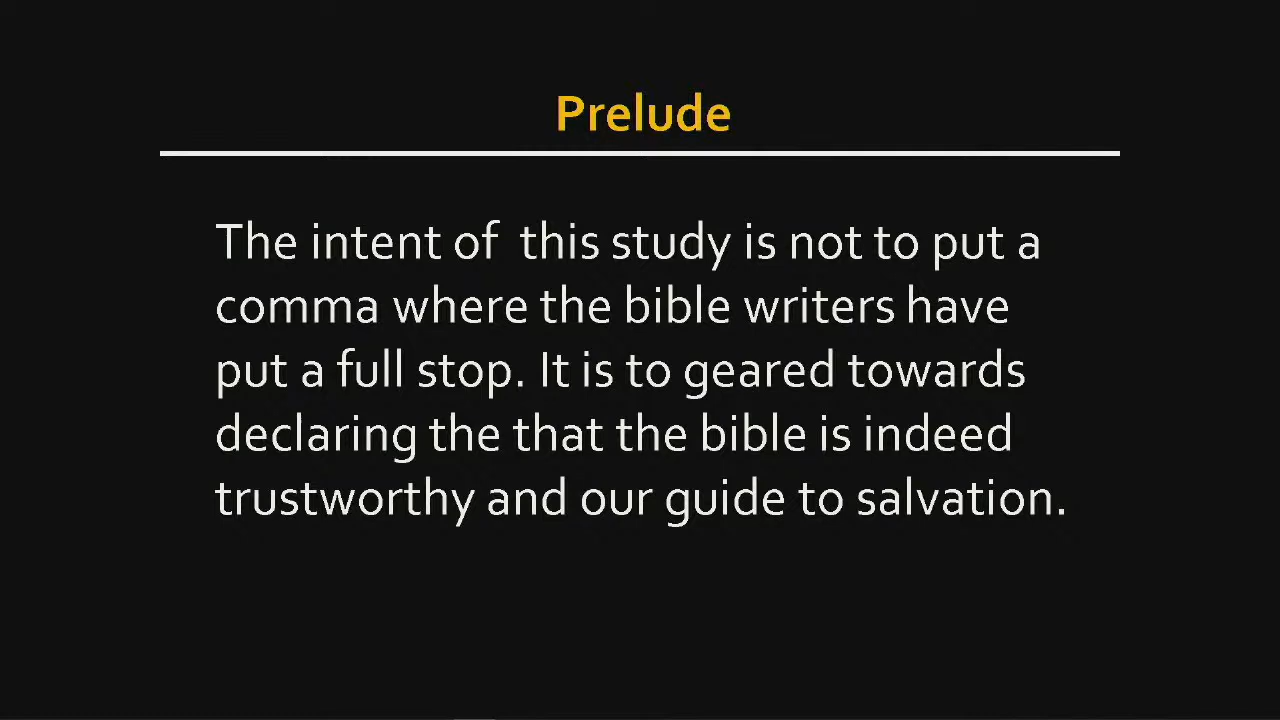 Prelude
The intent of  this study is not to put a
comma where the bible writers have
put a full stop. It is to geared towards
declaring the that the bible is indeed
trustworthy and our guide to salvation.